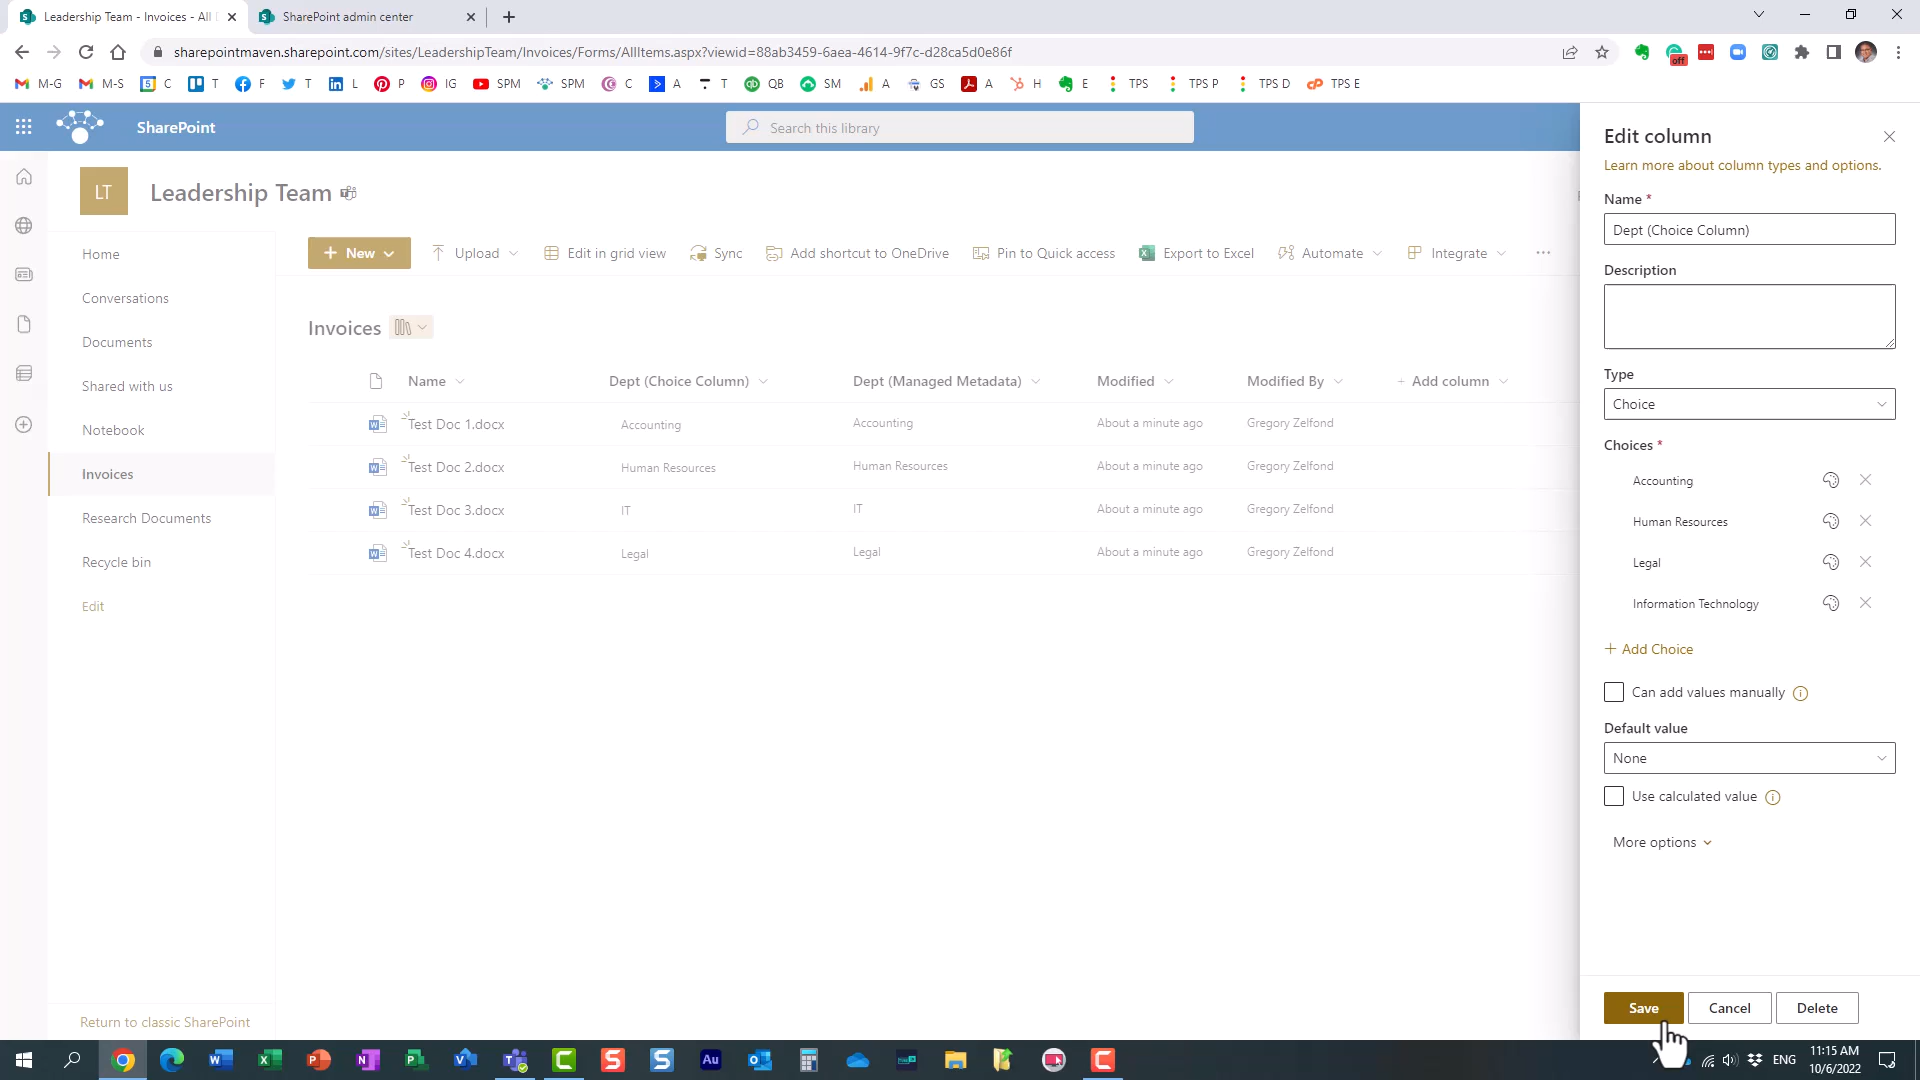 Leadership Team - Invoices - All
SharePoint admin center
sharepointmaven.sharepoint.com/sites/LeadershipTeam/Invoices/Forms/AllItems.aspx?viewid=88ab3459-6aea-4614-9f7c-d28ca5d0e86f
off
M-G M-S C T F T L P IG SPM SPM C A T QB SM A GS A H E TPS TPS P TPS D TPS E
SharePoint
Search this library
LT
Leadership Team
Home
Conversations
Documents
Shared with us
Notebook
Invoices
Research Documents
Recycle bin
Edit
Return to classic SharePoint
+ New Upload Edit in grid view Sync Add shortcut to OneDrive Pin to Quick access Export to Excel Automate Integrate ...
Invoices
Name Dept (Choice Column) Dept (Managed Metadata) Modified Modified By + Add column
Test Doc 1.docx Accounting Accounting About a minute ago Gregory Zelfond
Test Doc 2.docx Human Resources Human Resources About a minute ago Gregory Zelfond
Test Doc 3.docx IT IT About a minute ago Gregory Zelfond
Test Doc 4.docx Legal Legal About a minute ago Gregory Zelfond
Edit column
Learn more about column types and options.
Name *
Dept (Choice Column)
Description
Type
Choice
Choices *
Accounting
Human Resources
Legal
Information Technology
+ Add Choice
Can add values manually
Default value
None
Use calculated value
More options
Save Cancel Delete
ENG
11:15 AM
10/6/2022